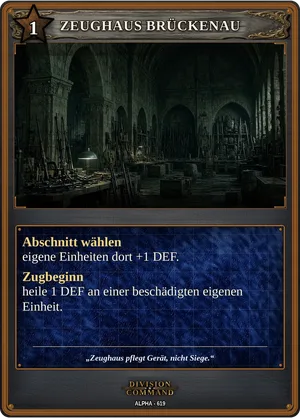 1
ZEUGHAUS BRÜCKENAU
Abschnitt wählen
eigene Einheiten dort +1 DEF.
Zugbeginn
heile 1 DEF an einer beschädigten eigenen
Einheit.
„Zeughaus pflegt Gerät, nicht Siege.“
DIVISION
COMMAND
ALPHA - 619